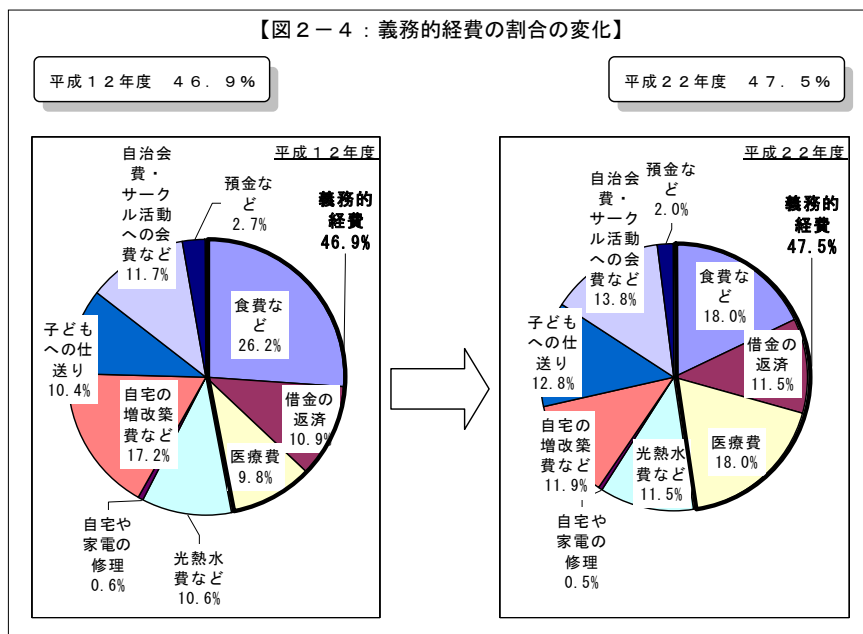 【図２－４：義務的経費の割合の変化】
平成１２年度　４６．９％
平成２２年度　４７．５％
平成１２年度
自治会
費・
サーク
ル活動
への会
費など
11.7%
預金な
ど
2.7%
義務的
経費
46.9%
食費な
ど
26.2%
子ども
への仕
送り
10.4%
自宅の
増改築
費など
17.2%
借金の
返済
10.9%
医療費
9.8%
自宅や
家電の
修理
0.6%
光熱水
費など
10.6%
平成２２年度
自治会
費・
サーク
ル活動
への会
費など
13.8%
預金な
ど
2.0%
義務的
経費
47.5%
食費な
ど
18.0%
子ども
への仕
送り
12.8%
借金の
返済
11.5%
自宅の
増改築
費など
11.9%
光熱水
費など
11.5%
医療費
18.0%
自宅や
家電の
修理
0.5%